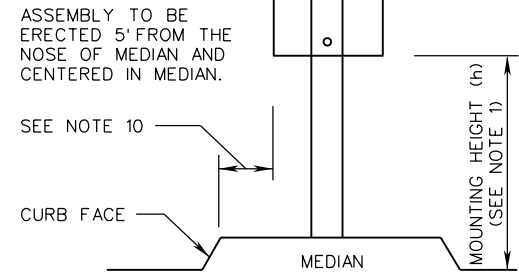 ASSEMBLY TO BE
ERECTED 5' FROM THE
NOSE OF MEDIAN AND
CENTERED IN MEDIAN.
SEE NOTE 10
CURB FACE
MEDIAN
MOUNTING HEIGHT (h)
(SEE NOTE 1)